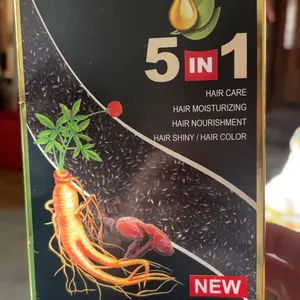 5 IN 1
HAIR CARE
HAIR MOISTURIZING
HAIR NOURISHMENT
HAIR SHINY / HAIR COLOR
NEW